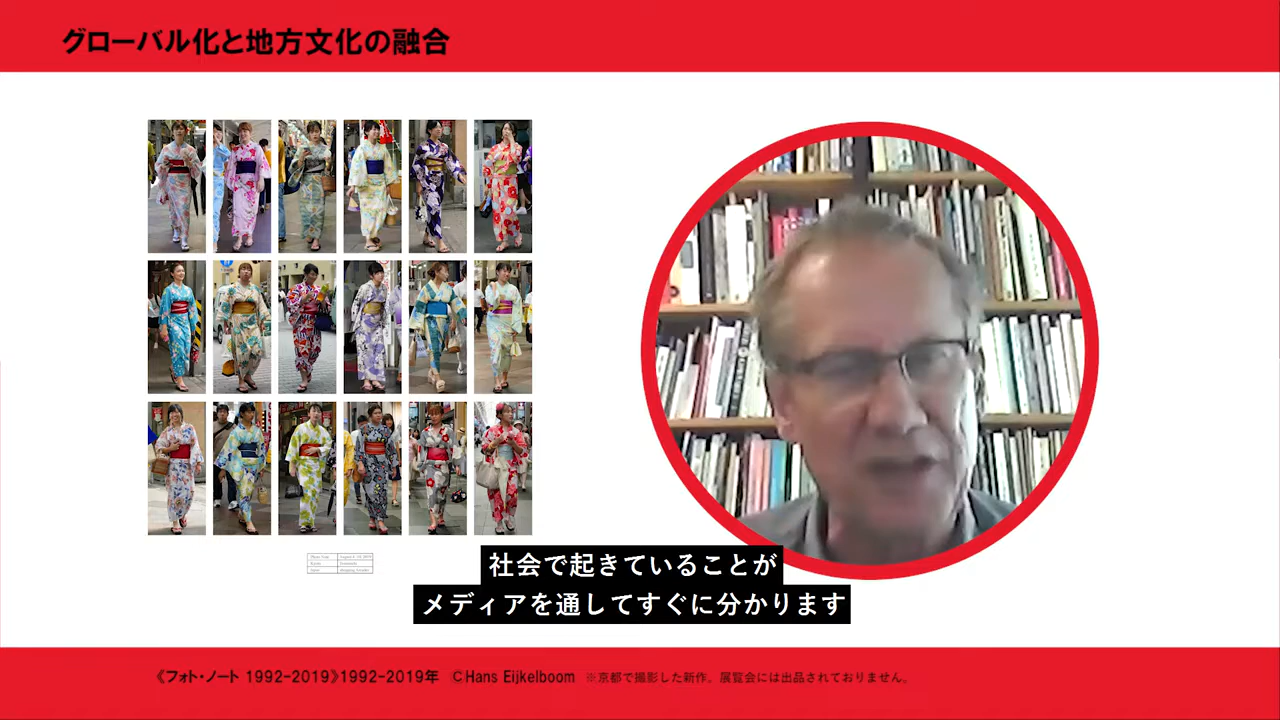 グローバル化と地方文化の融合
社会で起きていることが
メディアを通してすぐに分かります
《フォト・ノート 1992-2019》1992-2019年 ©Hans Eijkelboom ※京都で撮影した新作。展覧会には出品されておりません。